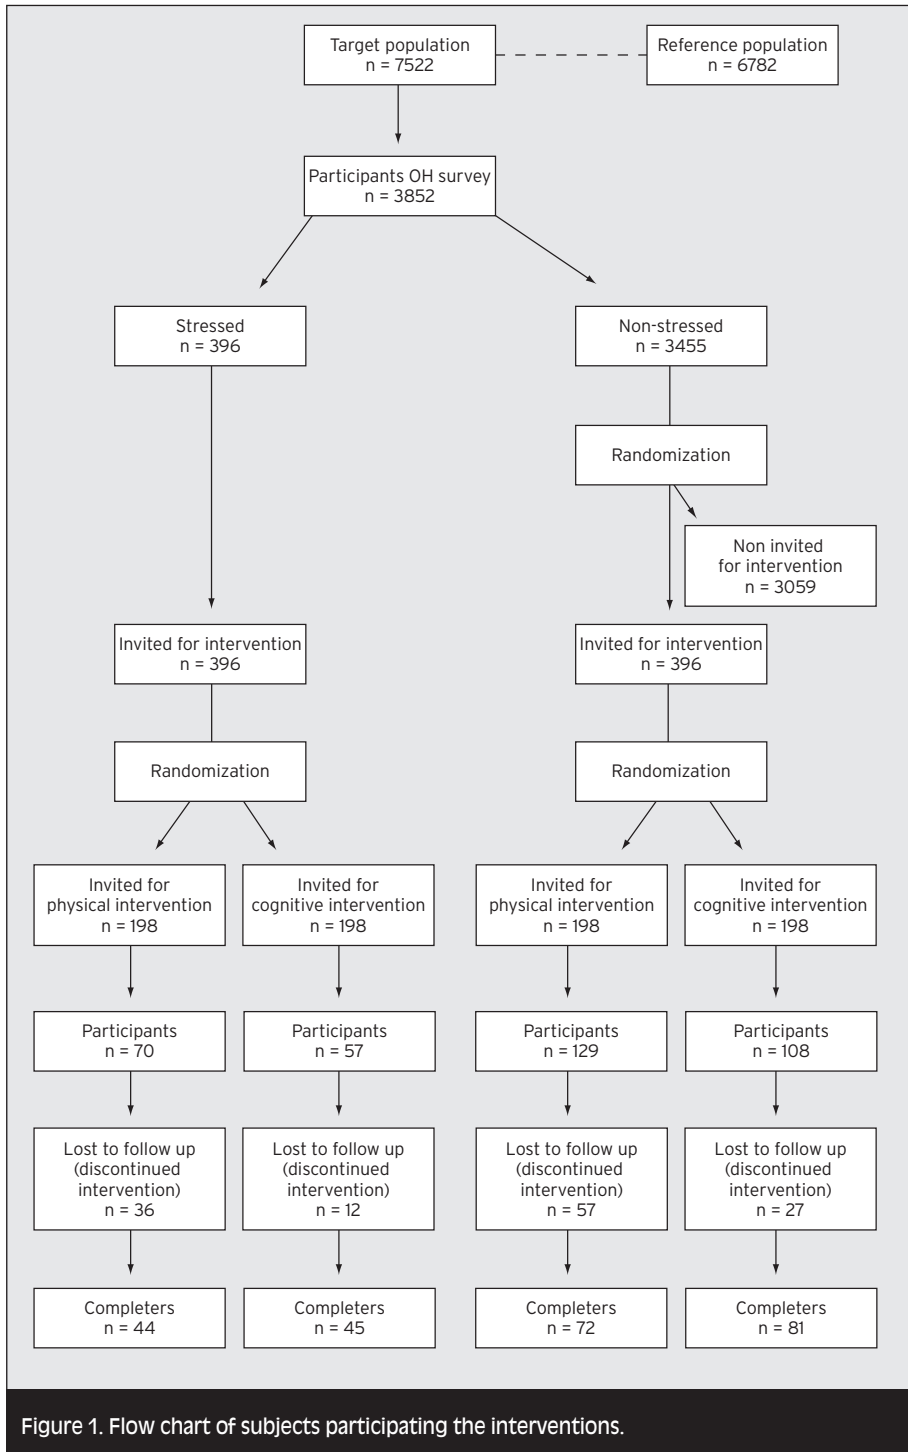 Target population
n = 7522
Reference population
n = 6782
Participants OH survey
n = 3852
Stressed
n = 396
Non-stressed
n = 3455
Randomization
Non invited
for intervention
n = 3059
Invited for intervention
n = 396
Invited for intervention
n = 396
Randomization
Randomization
Invited for
physical intervention
n = 198
Invited for
cognitive intervention
n = 198
Invited for
physical intervention
n = 198
Invited for
cognitive intervention
n = 198
Participants
n = 70
Participants
n = 57
Participants
n = 129
Participants
n = 108
Lost to follow up
(discontinued
intervention)
n = 36
Lost to follow up
(discontinued
intervention)
n = 12
Lost to follow up
(discontinued
intervention)
n = 57
Lost to follow up
(discontinued
intervention)
n = 27
Completers
n = 44
Completers
n = 45
Completers
n = 72
Completers
n = 81
Figure 1. Flow chart of subjects participating the interventions.